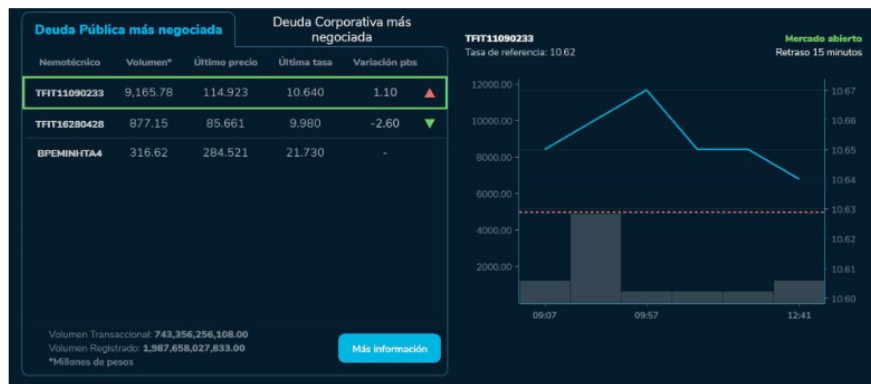 Deuda Pública más negociada
Deuda Corporativa más
negociada
Nemotécnico Volumen* Último precio Última tasa Variación pbs
TFIT11090233 9,165.78 114.923 10.640 1.10
TFIT16280428 877.15 85.661 9.980 -2.60
BPEMINHTA4 316.62 284.521 21.730 -
Volumen Transaccional: 743,356,256,108.00
Volumen Registrado: 1,987,658,027,833.00
*Millones de pesos
Más información
TFIT11090233 Mercado abierto
Tasa de referencia: 10.62 Retraso 15 minutos
12000.00 10.67
10000.00 10.66
8000.00 10.65
6000.00 10.64
4000.00 10.63
2000.00 10.62
10.61
10.60
09:07 09:57 12:41